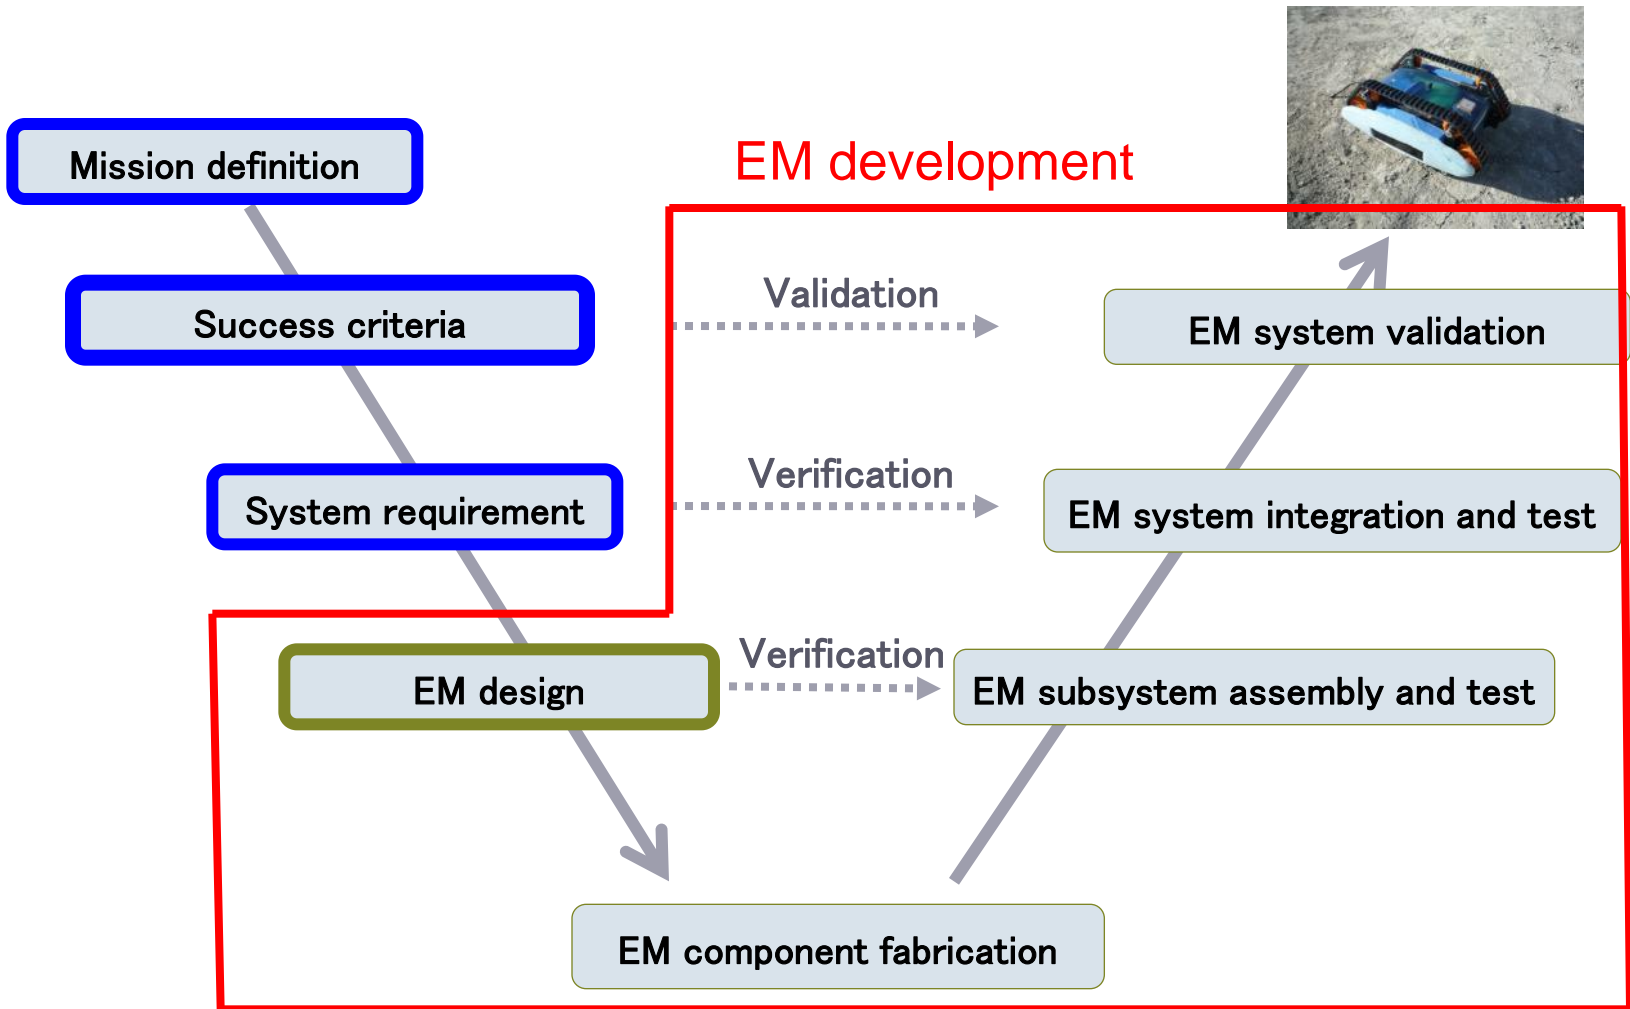 Mission definition
EM development
Success criteria
Validation
EM system validation
System requirement
Verification
EM system integration and test
EM design
Verification
EM subsystem assembly and test
EM component fabrication